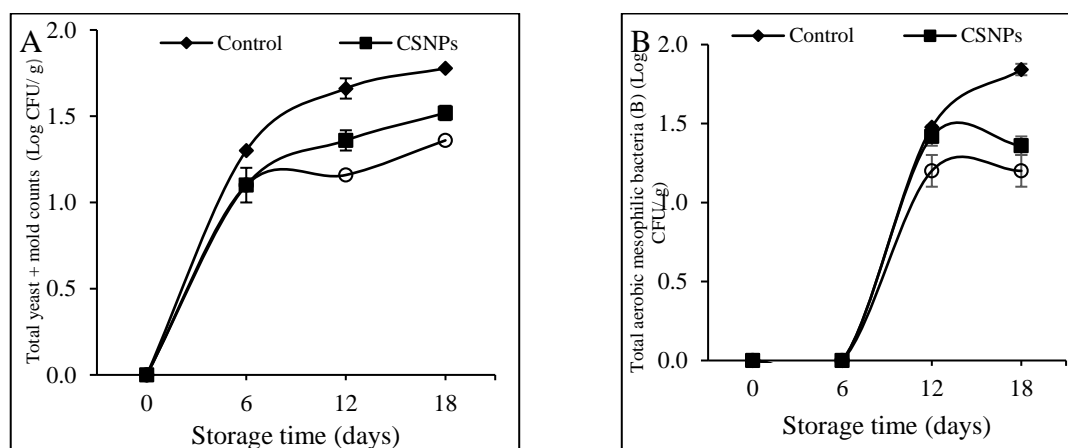 A
Control
CSNPs
Total yeast + mold counts (Log CFU/ g)
2.0
1.5
1.0
0.5
0.0
0 6 12 18
Storage time (days)
B
Control
CSNPs
Total aerobic mesophilic bacteria (B) (Log
CFU/ g)
2.0
1.5
1.0
0.5
0.0
0 6 12 18
Storage time (days)